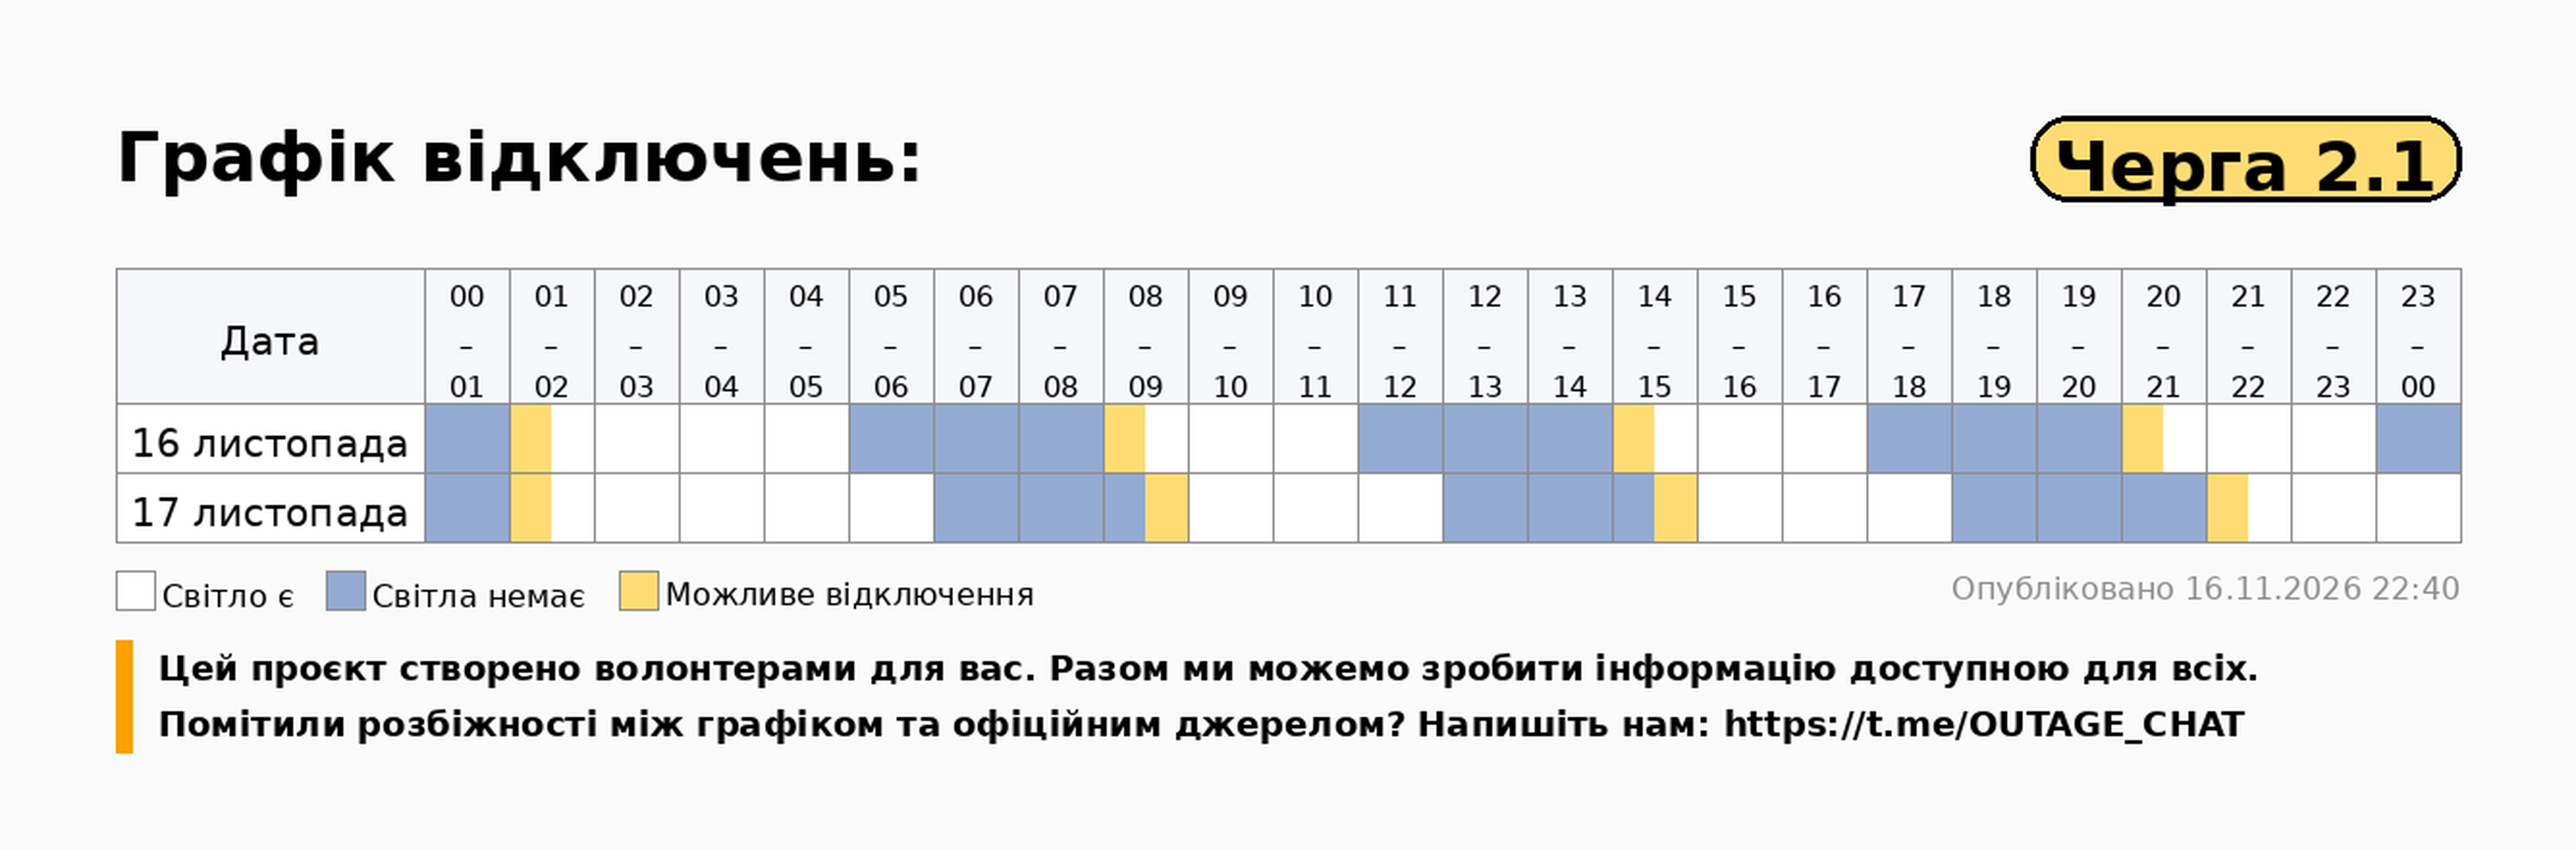 Графік відключень:
Черга 2.1
Дата 00 – 01 01 – 02 02 – 03 03 – 04 04 – 05 05 – 06 06 – 07 07 – 08 08 – 09 09 – 10 10 – 11 11 – 12 12 – 13 13 – 14 14 – 15 15 – 16 16 – 17 17 – 18 18 – 19 19 – 20 20 – 21 21 – 22 22 – 23 23 – 00
16 листопада
17 листопада
Світло є Світла немає Можливе відключення
Опубліковано 16.11.2026 22:40
Цей проєкт створено волонтерами для вас. Разом ми можемо зробити інформацію доступною для всіх.
Помітили розбіжності між графіком та офіційним джерелом? Напишіть нам: https://t.me/OUTAGE_CHAT